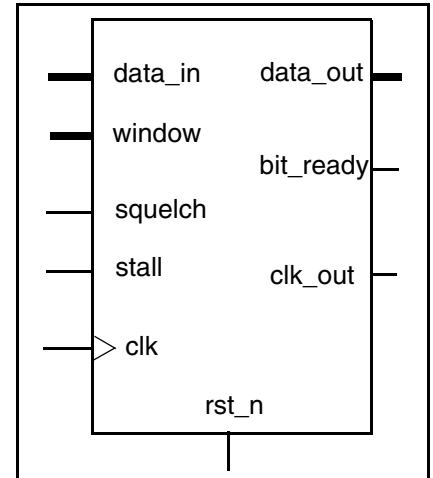 data_in data_out
window
bit_ready
squelch
stall
clk_out
clk
rst_n